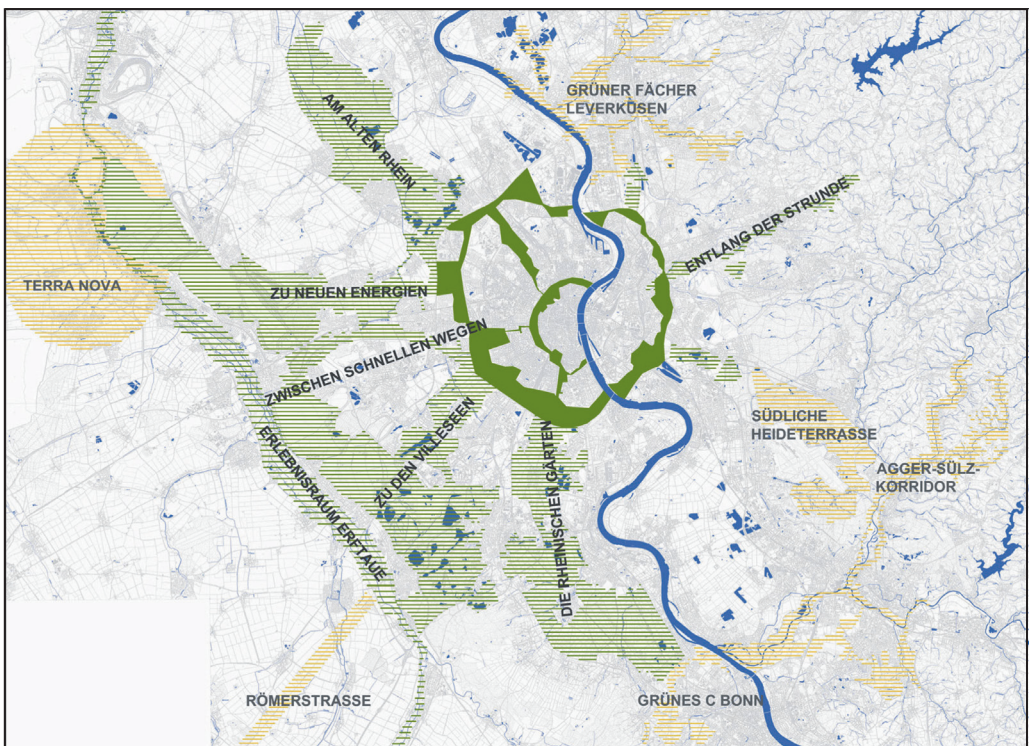 GRÜNER FÄCHER
LEVERKUSEN
AM ALTEN RHEIN
ENTLANG DER STRUNDE
TERRA NOVA
ZU NEUEN ENERGIEN
ZWISCHEN SCHNELLEN WEGEN
ERLEBNISRAUM ERFTAUE
ZU DEN VILLESEEN
DIE RHEINISCHEN GÄRTEN
SÜDLICHE
HEIDETERRASSE
AGGER-SÜLZ-
KORRIDOR
RÖMERSTRASSE
GRÜNES C BONN